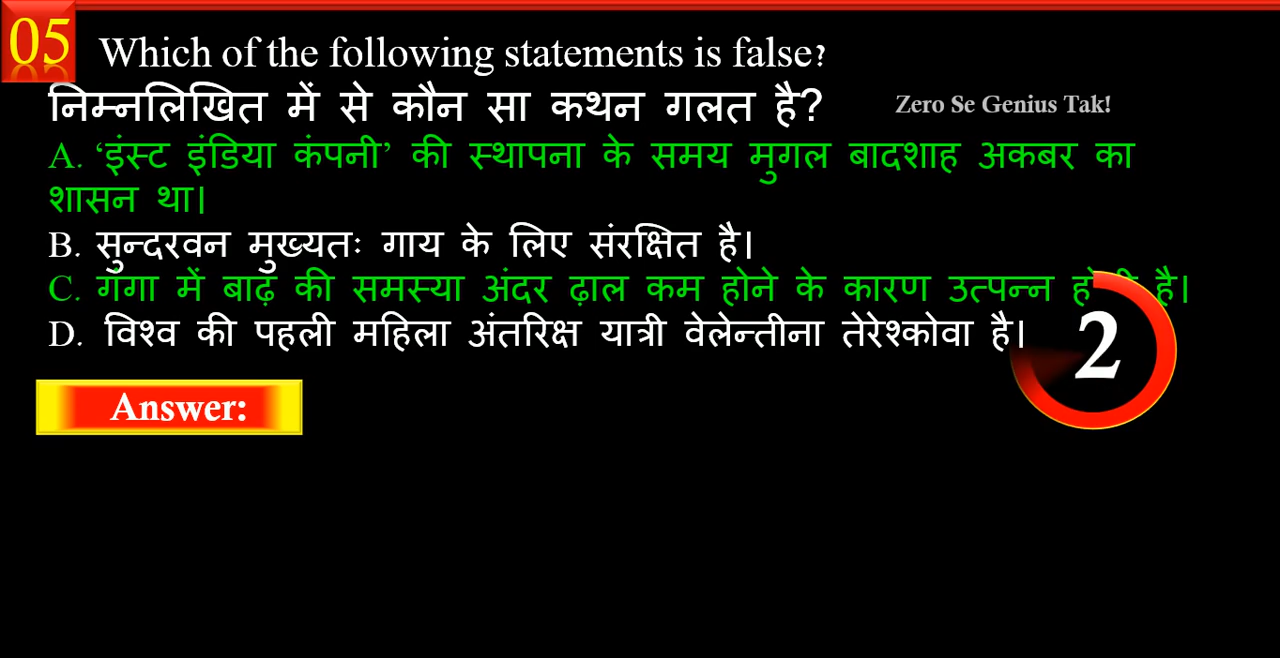 05
Which of the following statements is false?
निम्नलिखित में से कौन सा कथन गलत है?
Zero Se Genius Tak!
A. ‘इंस्ट इंडिया कंपनी’ की स्थापना के समय मुगल बादशाह अकबर का
शासन था।
B. सुन्दरवन मुख्यतः गाय के लिए संरक्षित है।
C. गंगा में बाढ़ की समस्या अंदर ढ़ाल कम होने के कारण उत्पन्न है।
D. विश्व की पहली महिला अंतरिक्ष यात्री वेलेन्तीना तेरेश्कोवा है।
2
Answer: